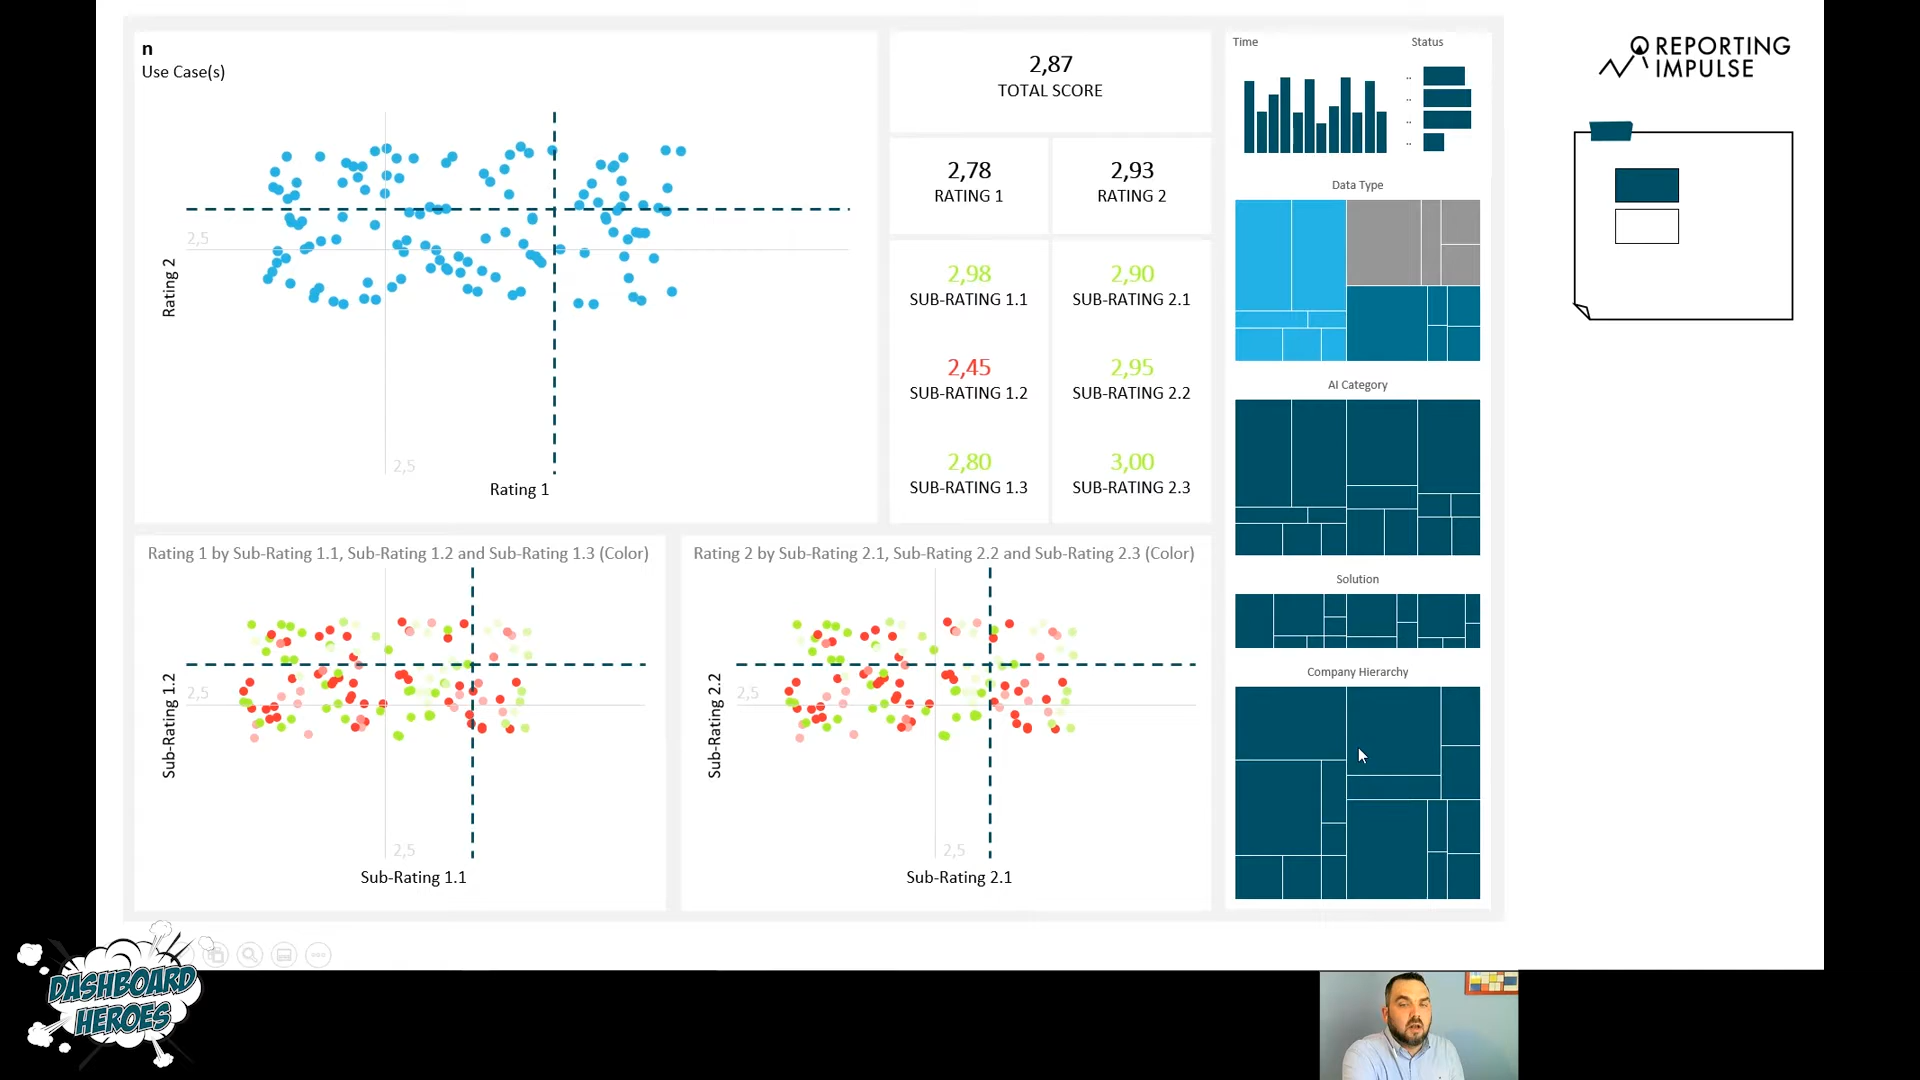 n
Use Case(s)
2,5
Rating 2
2,5
Rating 1
2,87
TOTAL SCORE
2,78
RATING 1
2,93
RATING 2
2,98
SUB-RATING 1.1
2,90
SUB-RATING 2.1
2,45
SUB-RATING 1.2
2,95
SUB-RATING 2.2
2,80
SUB-RATING 1.3
3,00
SUB-RATING 2.3
Rating 1 by Sub-Rating 1.1, Sub-Rating 1.2 and Sub-Rating 1.3 (Color)
2,5
Sub-Rating 1.2
2,5
Sub-Rating 1.1
Rating 2 by Sub-Rating 2.1, Sub-Rating 2.2 and Sub-Rating 2.3 (Color)
2,5
Sub-Rating 2.2
2,5
Sub-Rating 2.1
Time
Status
..
..
..
..
Data Type
AI Category
Solution
Company Hierarchy
REPORTING
IMPULSE
DASHBOARD
HEROES